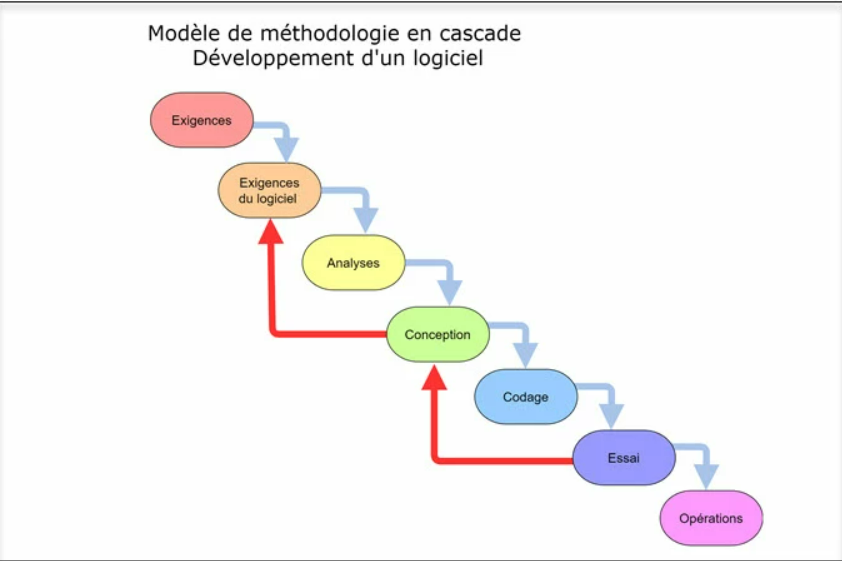 Modèle de méthodologie en cascade
Développement d'un logiciel
Exigences
Exigences
du logiciel
Analyses
Conception
Codage
Essai
Opérations